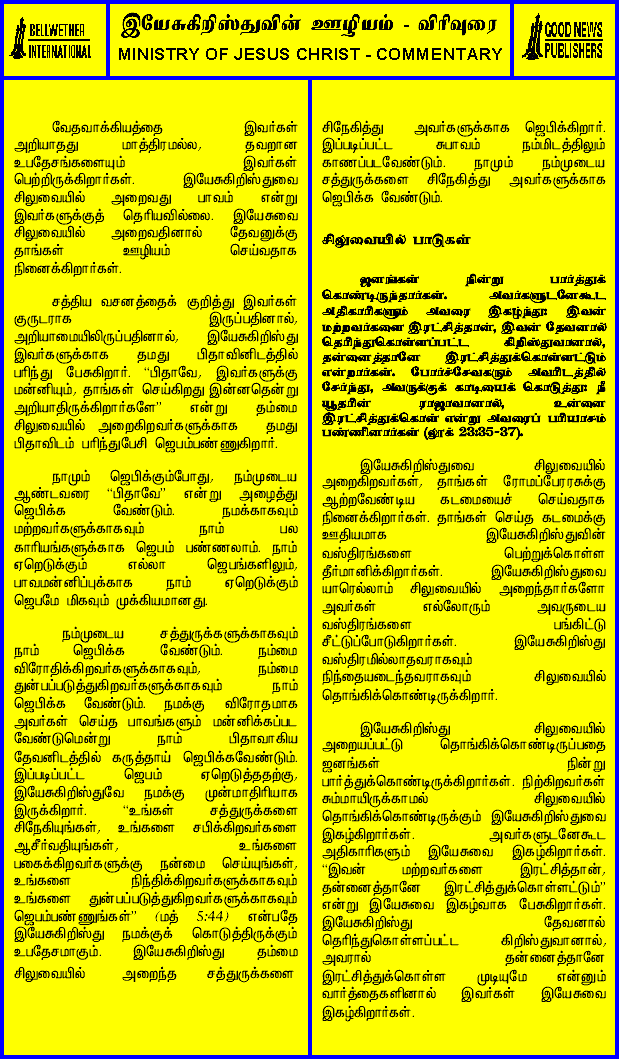 BELLWETHER
INTERNATIONAL
இயேசுகிறிஸ்துவின் ஊழியம் - விரிவுரை
MINISTRY OF JESUS CHRIST - COMMENTARY
GOOD NEWS
PUBLISHERS
வேதவாக்கியத்தை இவர்கள்
அறியாதது மாத்திரமல்ல, தவறான
உபதேசங்களையும் இவர்கள்
பெற்றிருக்கிறார்கள். இயேசுகிறிஸ்துவை
சிலுவையில் அறைவது பாவம் என்று
இவர்களுக்குத் தெரியவில்லை. இயேசுவை
சிலுவையில் அறைவதினால் தேவனுக்கு
தாங்கள் ஊழியம் செய்வதாக
நினைக்கிறார்கள்.
சத்திய வசனத்தைக் குறித்து இவர்கள்
குருடராக இருப்பதினால்,
அறியாமையிலிருப்பதினால், இயேசுகிறிஸ்து
இவர்களுக்காக தமது பிதாவினிடத்தில்
பரிந்து பேசுகிறார். “பிதாவே, இவர்களுக்கு
மன்னியும், தாங்கள் செய்கிறது இன்னதென்று
அறியாதிருக்கிறார்களே” என்று தம்மை
சிலுவையில் அறைகிறவர்களுக்காக தமது
பிதாவிடம் பரிந்துபேசி ஜெபம்பண்ணுகிறார்.
நாமும் ஜெபிக்கும்போது, நம்முடைய
ஆண்டவரை “பிதாவே” என்று அழைத்து
ஜெபிக்க வேண்டும். நமக்காகவும்
மற்றவர்களுக்காகவும் நாம் பல
காரியங்களுக்காக ஜெபம் பண்ணலாம். நாம்
ஏறெடுக்கும் எல்லா ஜெபங்களிலும்,
பாவமன்னிப்புக்காக நாம் ஏறெடுக்கும்
ஜெபமே மிகவும் முக்கியமானது.
நம்முடைய சத்துருக்களுக்காகவும்
நாம் ஜெபிக்க வேண்டும். நம்மை
விரோதிக்கிறவர்களுக்காகவும், நம்மை
துன்பப்படுத்துகிறவர்களுக்காகவும் நாம்
ஜெபிக்க வேண்டும். நமக்கு விரோதமாக
அவர்கள் செய்த பாவங்களும் மன்னிக்கப்பட
வேண்டுமென்று நாம் பிதாவாகிய
தேவனிடத்தில் கருத்தாய் ஜெபிக்கவேண்டும்.
இப்படிப்பட்ட ஜெபம் ஏறெடுத்ததற்கு,
இயேசுகிறிஸ்துவே நமக்கு முன்மாதிரியாக
இருக்கிறார். “உங்கள் சத்துருக்களை
சிநேகியுங்கள், உங்களை சபிக்கிறவர்களை
ஆசீர்வதியுங்கள், உங்களை
பகைக்கிறவர்களுக்கு நன்மை செய்யுங்கள்,
உங்களை நிந்திக்கிறவர்களுக்காகவும்
உங்களை துன்பப்படுத்துகிறவர்களுக்காகவும்
ஜெபம்பண்ணுங்கள்” (மத் 5:44) என்பதே
இயேசுகிறிஸ்து நமக்குக் கொடுத்திருக்கும்
உபதேசமாகும். இயேசுகிறிஸ்து தம்மை
சிலுவையில் அறைந்த சத்துருக்களை
சிநேகித்து அவர்களுக்காக ஜெபிக்கிறார்.
இப்படிப்பட்ட சுபாவம் நம்மிடத்திலும்
காணப்படவேண்டும். நாமும் நம்முடைய
சத்துருக்களை சிநேகித்து அவர்களுக்காக
ஜெபிக்க வேண்டும்.
சிலுவையில் பாடுகள்
ஜனங்கள் நின்று பார்த்துக்
கொண்டிருந்தார்கள். அவர்களுடனேகூட
அதிகாரிகளும் அவரை இகழ்ந்து: இவன்
மற்றவர்களை இரட்சித்தான், இவன் தேவனால்
தெரிந்துகொள்ளப்பட்ட கிறிஸ்துவானால்,
தன்னைத்தானே இரட்சித்துக்கொள்ளட்டும்
என்றார்கள். போர்ச்சேவகரும் அவரிடத்தில்
சேர்ந்து, அவருக்குக் காடியைக் கொடுத்து: நீ
யூதரின் ராஜாவானால், உன்னை
இரட்சித்துக்கொள் என்று அவரைப் பரியாசம்
பண்ணினார்கள் (லூக் 23:35-37).
இயேசுகிறிஸ்துவை சிலுவையில்
அறைகிறவர்கள், தாங்கள் ரோமப்பேரரசுக்கு
ஆற்றவேண்டிய கடமையைச் செய்வதாக
நினைக்கிறார்கள். தாங்கள் செய்த கடமைக்கு
ஊதியமாக இயேசுகிறிஸ்துவின்
வஸ்திரங்களை பெற்றுக்கொள்ள
தீர்மானிக்கிறார்கள். இயேசுகிறிஸ்துவை
யாரெல்லாம் சிலுவையில் அறைந்தார்களோ
அவர்கள் எல்லோரும் அவருடைய
வஸ்திரங்களை பங்கிட்டு
சீட்டுப்போடுகிறார்கள். இயேசுகிறிஸ்து
வஸ்திரமில்லாதவராகவும்
நிந்தையடைந்தவராகவும் சிலுவையில்
தொங்கிக்கொண்டிருக்கிறார்.
இயேசுகிறிஸ்து சிலுவையில்
அறையப்பட்டு தொங்கிக்கொண்டிருப்பதை
ஜனங்கள் நின்று
பார்த்துக்கொண்டிருக்கிறார்கள். நிற்கிறவர்கள்
சும்மாயிருக்காமல் சிலுவையில்
தொங்கிக்கொண்டிருக்கும் இயேசுகிறிஸ்துவை
இகழ்கிறார்கள். அவர்களுடனேகூட
அதிகாரிகளும் இயேசுவை இகழ்கிறார்கள்.
“இவன் மற்றவர்களை இரட்சித்தான்,
தன்னைத்தானே இரட்சித்துக்கொள்ளட்டும்”
என்று இயேசுவை இகழ்வாக பேசுகிறார்கள்.
இயேசுகிறிஸ்து தேவனால்
தெரிந்துகொள்ளப்பட்ட கிறிஸ்துவானால்,
அவரால் தன்னைத்தானே
இரட்சித்துக்கொள்ள முடியுமே என்னும்
வார்த்தைகளினால் இவர்கள் இயேசுவை
இகழ்கிறார்கள்.